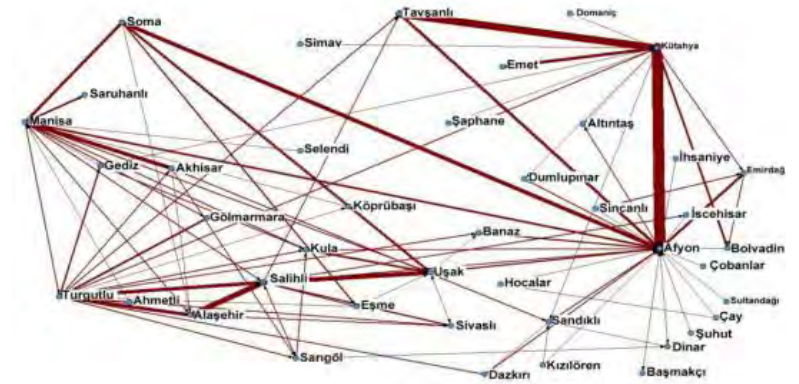 Domaniç
Tavşanlı
Soma
Simav
Kütahya
Emet
Saruhanlı
Manisa
Şaphane
Altıntaş
Selendi
İhsaniye
Gediz
Akhisar
Emirdağ
Dumlupınar
Köprübaşı
Sincanlı
İscehisar
Gölmarmara
Banaz
Kula
Afyon
Bolvadin
Çobanlar
Uşak
Salihli
Hocalar
Turgutlu
Ahmetli
Eşme
Sultandağı
Alaşehir
Sivaslı
Sandıklı
Çay
Şuhut
Dinar
Sarıgöl
Kızılören
Dazkırı
Başmakçı